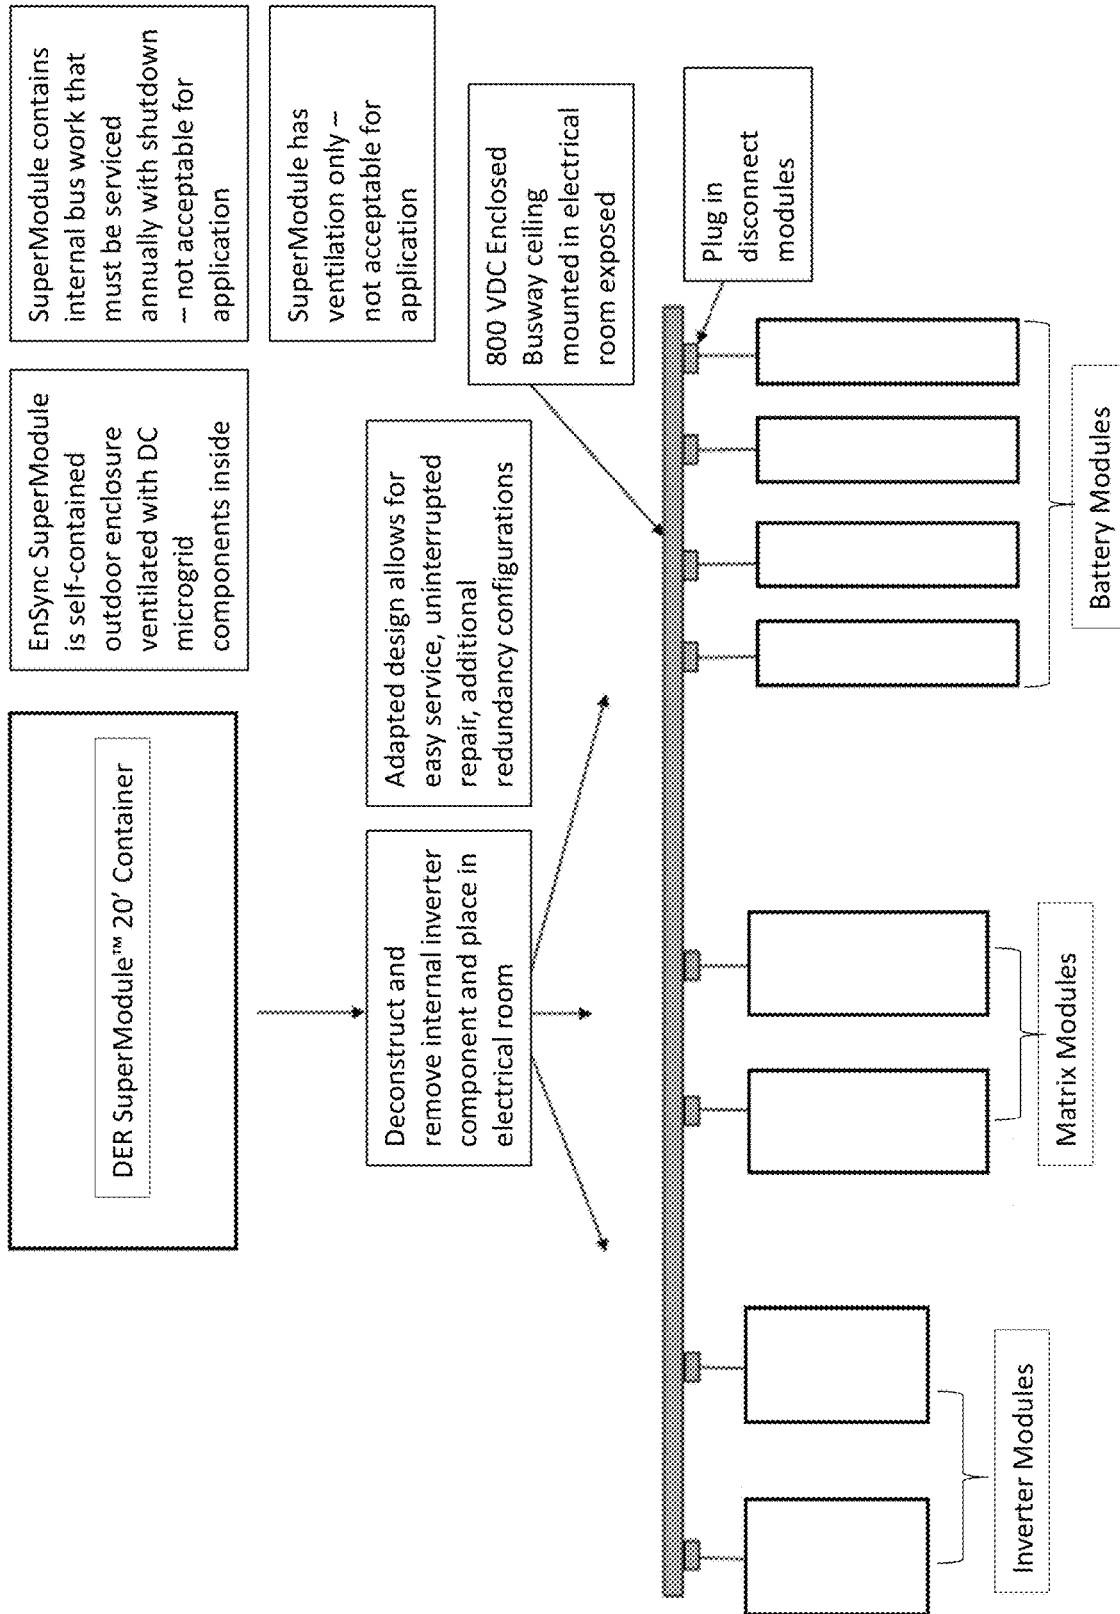 DER SuperModule™ 20' Container
EnSync SuperModule
is self-contained
outdoor enclosure
ventilated with DC
microgrid
components inside
SuperModule contains
internal bus work that
must be serviced
annually with shutdown
– not acceptable for
application
SuperModule has
ventilation only –
not acceptable for
application
Deconstruct and
remove internal inverter
component and place in
electrical room
Adapted design allows for
easy service, uninterrupted
repair, additional
redundancy configurations
800 VDC Enclosed
Busway ceiling
mounted in electrical
room exposed
Plug in
disconnect
modules
Inverter Modules
Matrix Modules
Battery Modules